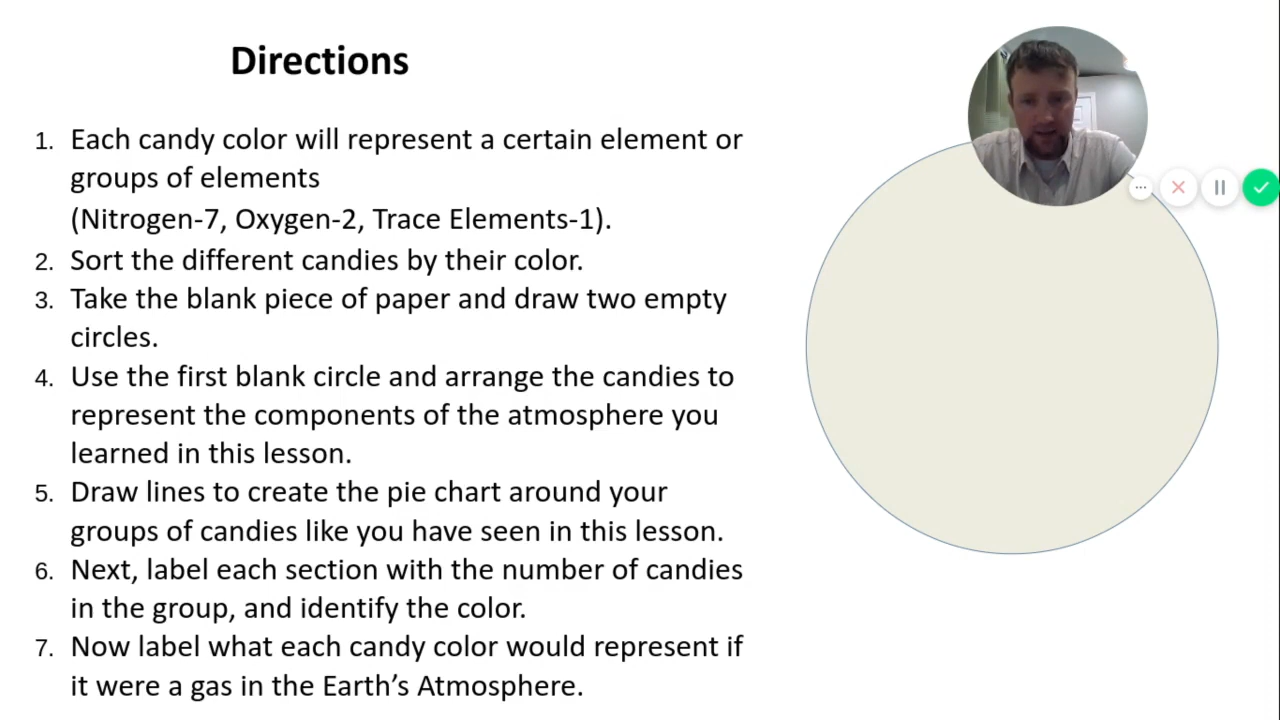 Directions
1. Each candy color will represent a certain element or
groups of elements
(Nitrogen-7, Oxygen-2, Trace Elements-1).
2. Sort the different candies by their color.
3. Take the blank piece of paper and draw two empty
circles.
4. Use the first blank circle and arrange the candies to
represent the components of the atmosphere you
learned in this lesson.
5. Draw lines to create the pie chart around your
groups of candies like you have seen in this lesson.
6. Next, label each section with the number of candies
in the group, and identify the color.
7. Now label what each candy color would represent if
it were a gas in the Earth’s Atmosphere.